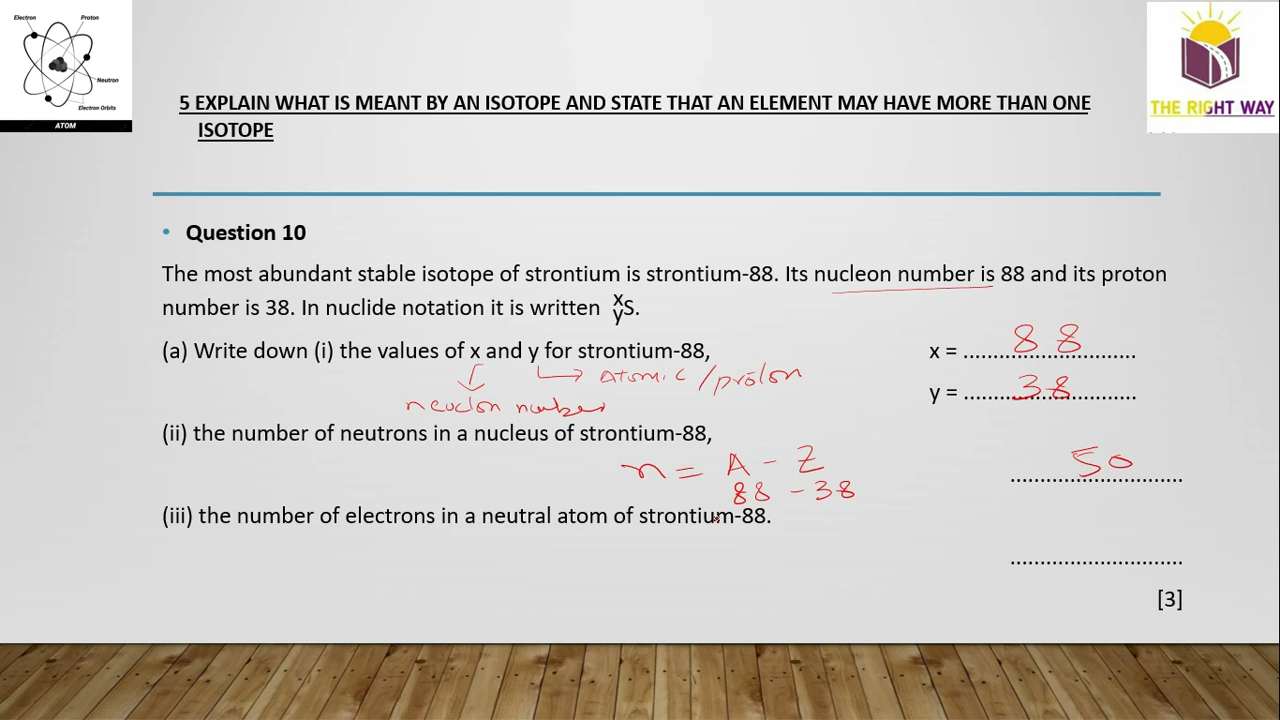 Electron
Proton
Neutron
Electron Orbits
ATOM
THE RIGHT WAY
5 EXPLAIN WHAT IS MEANT BY AN ISOTOPE AND STATE THAT AN ELEMENT MAY HAVE MORE THAN ONE
ISOTOPE
• Question 10
The most abundant stable isotope of strontium is strontium-88. Its nucleon number is 88 and its proton
number is 38. In nuclide notation it is written x y S.
(a) Write down (i) the values of x and y for strontium-88,
x = ............................. 88
Atomic / proton
neuclon number
y = ............................. 38
(ii) the number of neutrons in a nucleus of strontium-88,
n = A - Z
............................. 50
88 - 38
(iii) the number of electrons in a neutral atom of strontium-88.
.............................
[3]